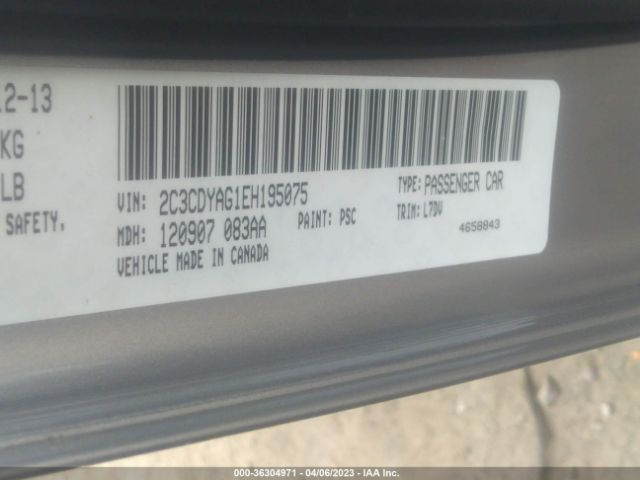 12-13
KG
LB
SAFETY,
VIN: 2C3CDYAG1EH195075
TYPE: PASSENGER CAR
MDH: 120907 083AA
PAINT: PSC
TRIM: L7DV
VEHICLE MADE IN CANADA
4658843
000-36304971 - 04/06/2023 - IAA Inc.